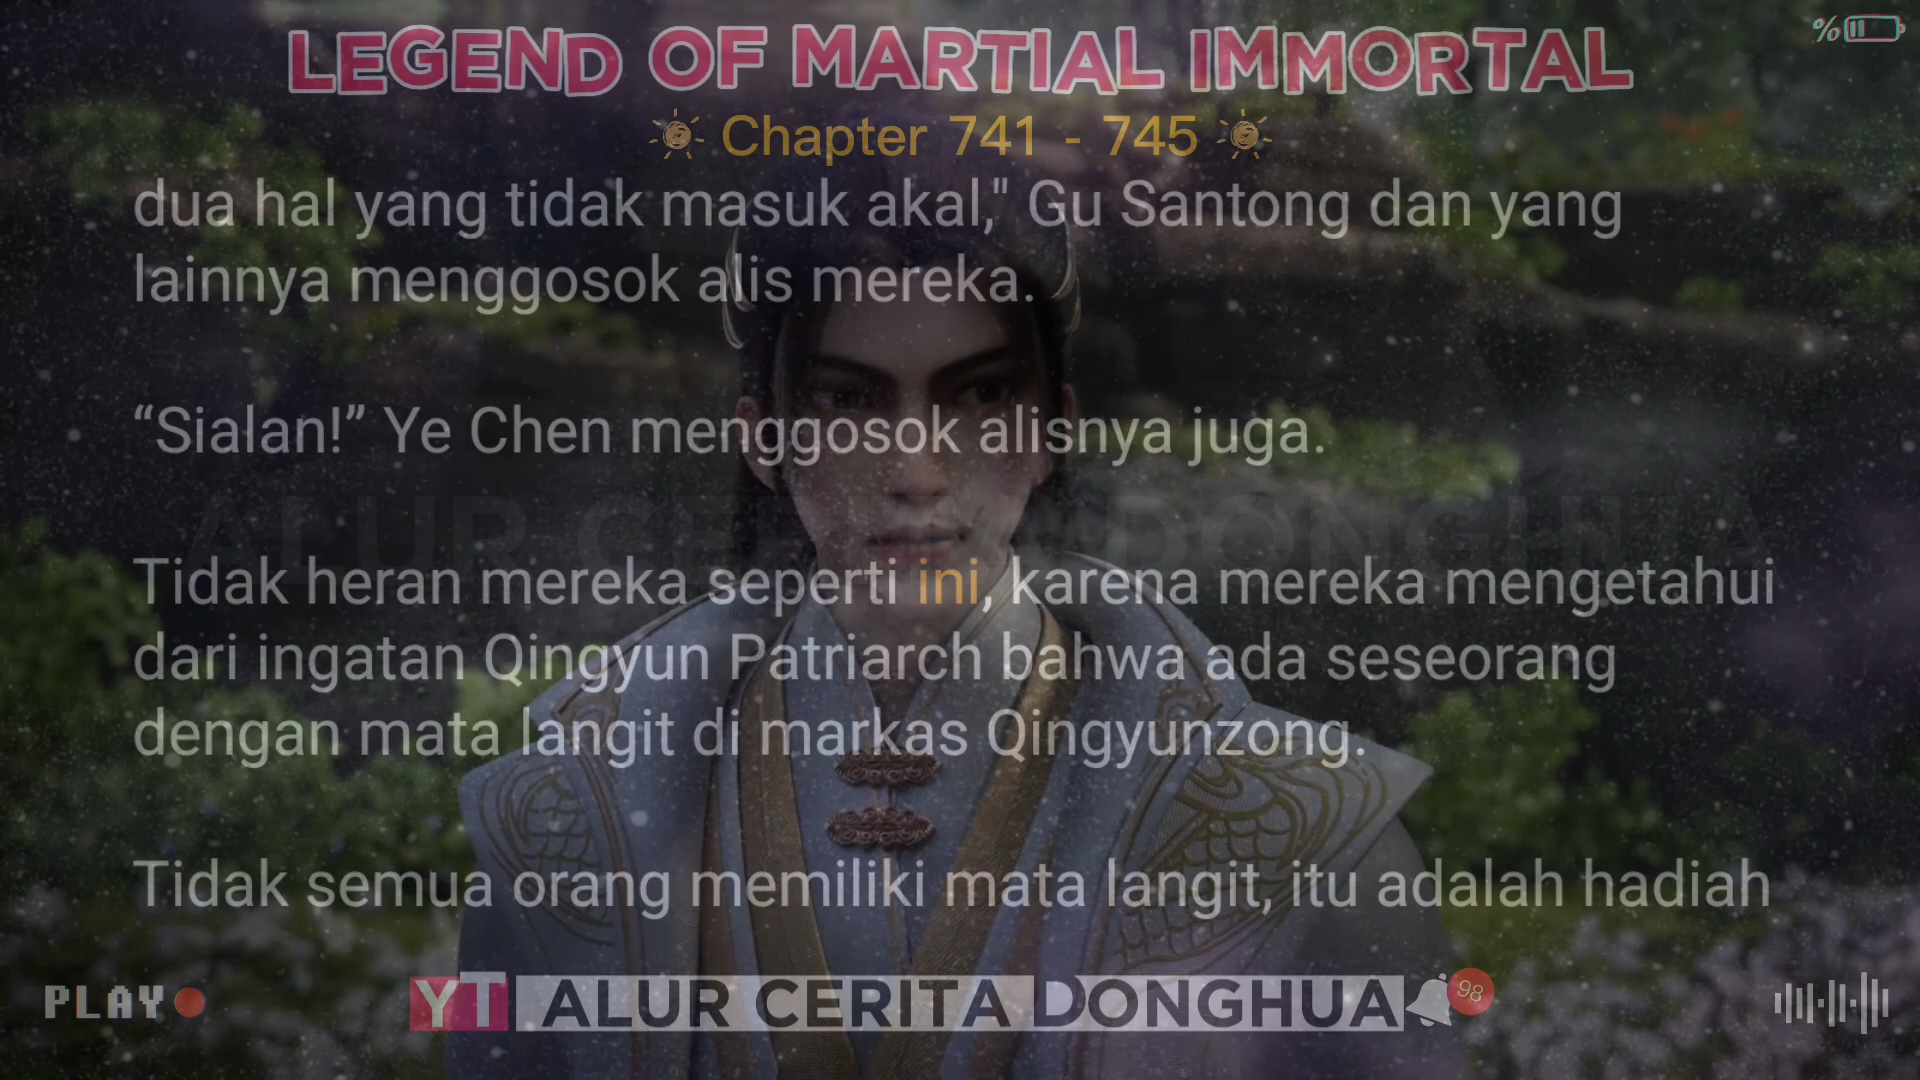 LEGEND OF MARTIAL IMMORTAL
%
Chapter 741 - 745
dua hal yang tidak masuk akal," Gu Santong dan yang
lainnya menggosok alis mereka.
“Sialan!” Ye Chen menggosok alisnya juga.
ALUR CERITA DONGHUA
Tidak heran mereka seperti ini, karena mereka mengetahui
dari ingatan Qingyun Patriarch bahwa ada seseorang
dengan mata langit di markas Qingyunzong.
Tidak semua orang memiliki mata langit, itu adalah hadiah
PLAY
YT ALUR CERITA DONGHUA
98